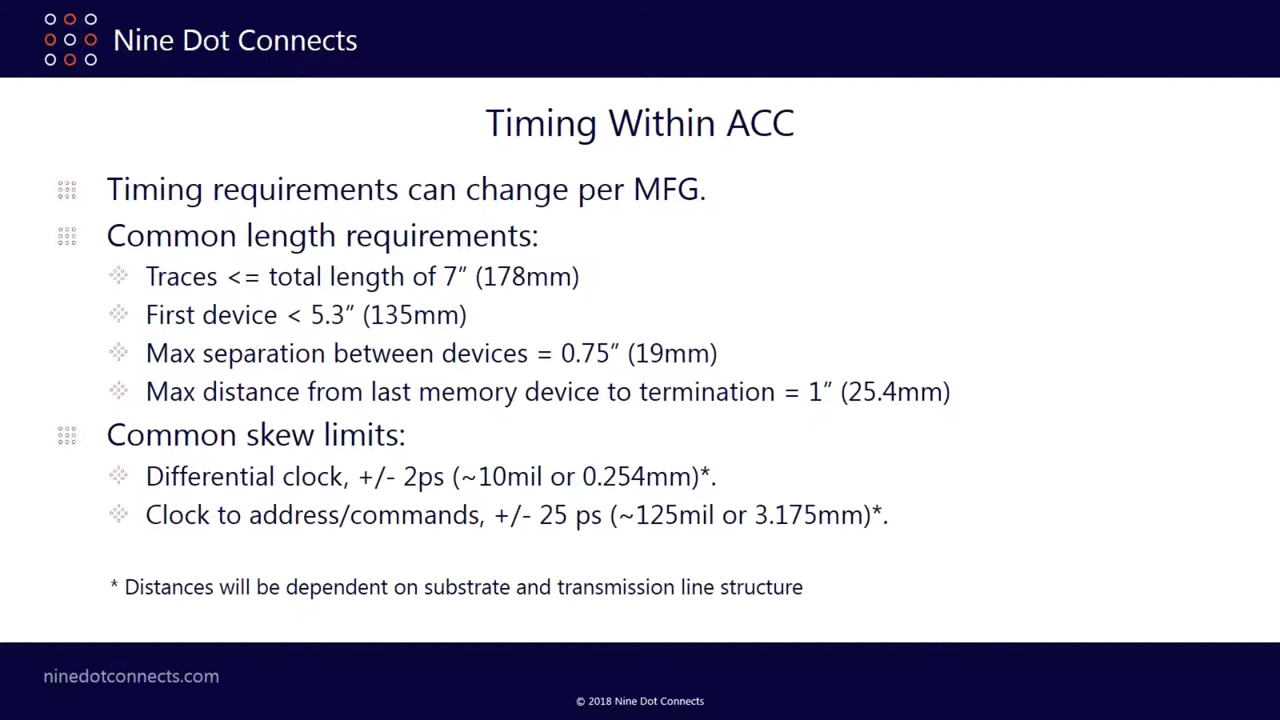 Nine Dot Connects
Timing Within ACC
Timing requirements can change per MFG.
Common length requirements:
Traces <= total length of 7” (178mm)
First device < 5.3” (135mm)
Max separation between devices = 0.75” (19mm)
Max distance from last memory device to termination = 1” (25.4mm)
Common skew limits:
Differential clock, +/- 2ps (~10mil or 0.254mm)*.
Clock to address/commands, +/- 25 ps (~125mil or 3.175mm)*.
* Distances will be dependent on substrate and transmission line structure
ninedotconnects.com
© 2018 Nine Dot Connects